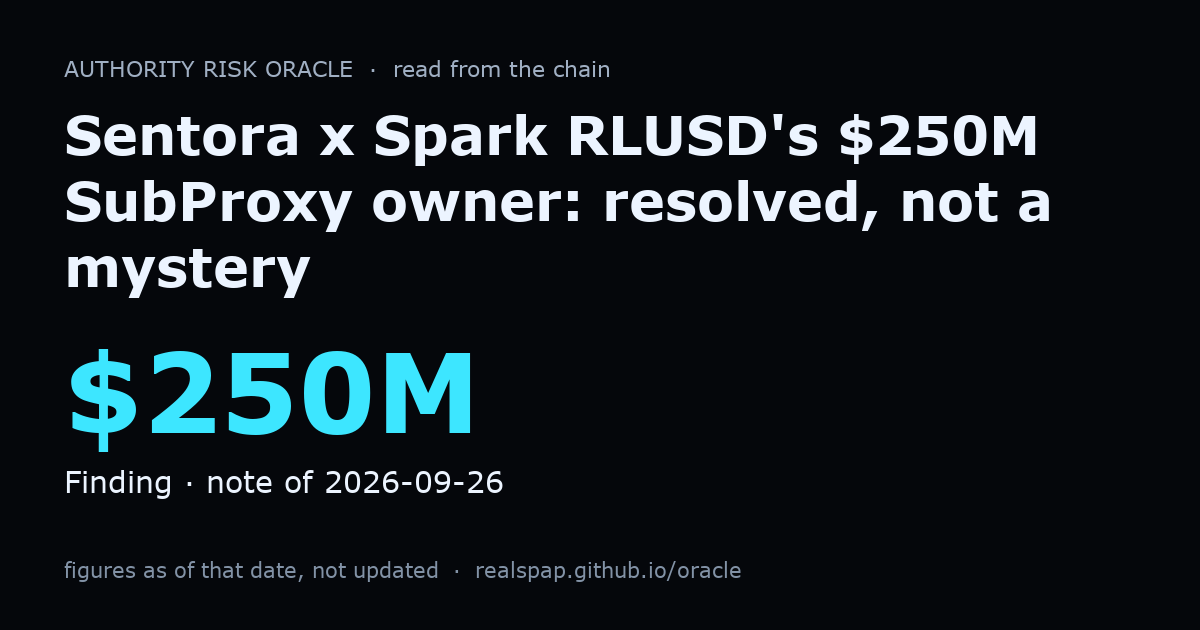 AUTHORITY RISK ORACLE · read from the chain
Sentora x Spark RLUSD's $250M
SubProxy owner: resolved, not a
mystery
$250M
Finding · note of 2026-09-26
figures as of that date, not updated · realspap.github.io/oracle